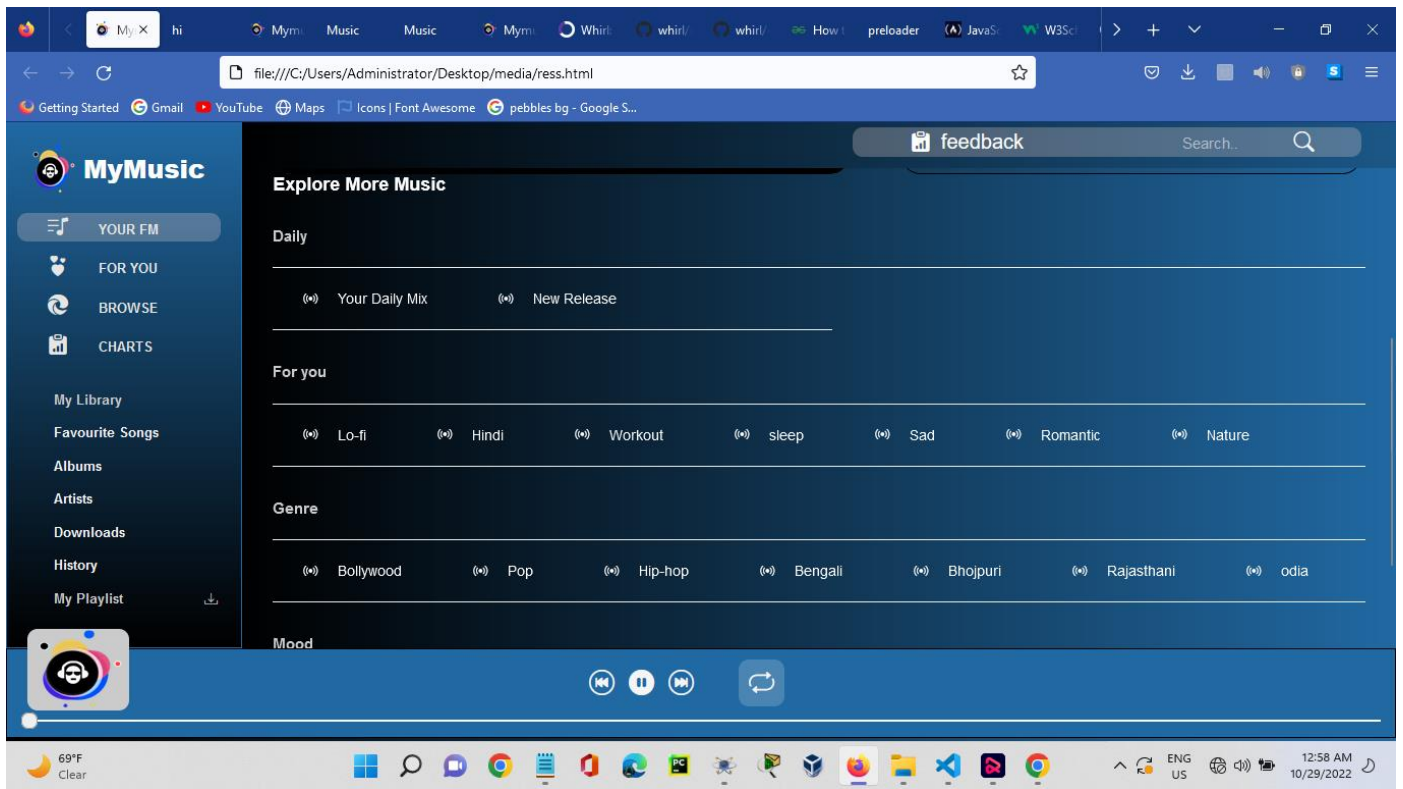 My hi Mym Music Music Mym Whirl whirl/ whirl/ How t preloader JavaSc W3Scl
file:///C:/Users/Administrator/Desktop/media/ress.html
Getting Started Gmail YouTube Maps Icons | Font Awesome pebbles bg - Google S...
MyMusic
feedback Search..
YOUR FM
FOR YOU
BROWSE
CHARTS
My Library
Favourite Songs
Albums
Artists
Downloads
History
My Playlist
Explore More Music
Daily
Your Daily Mix New Release
For you
Lo-fi Hindi Workout sleep Sad Romantic Nature
Genre
Bollywood Pop Hip-hop Bengali Bhojpuri Rajasthani odia
Mood
69°F
Clear
ENG
US
12:58 AM
10/29/2022